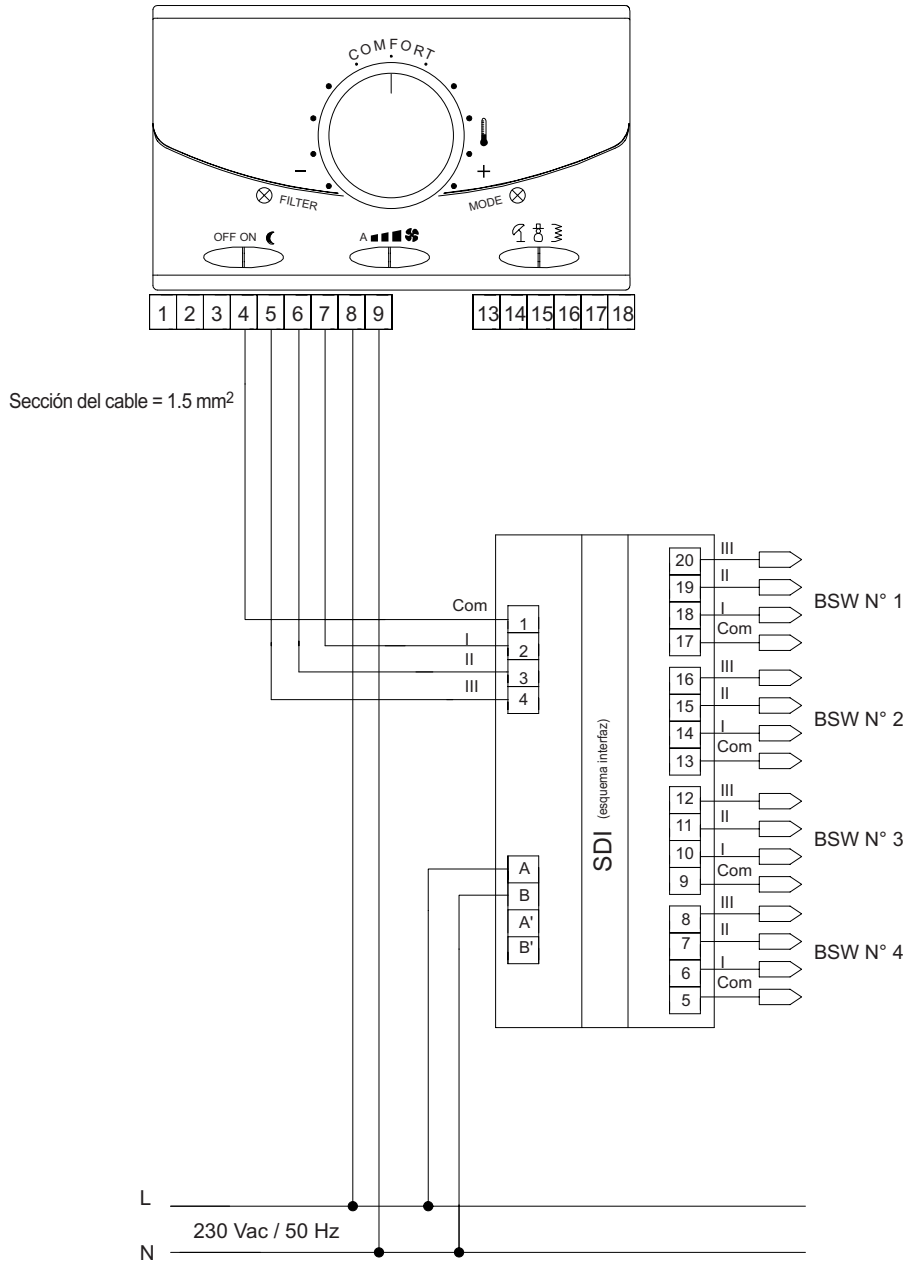 COMFORT
− +
FILTER MODE
OFF ON A
1 2 3 4 5 6 7 8 9 13 14 15 16 17 18
Sección del cable = 1.5 mm²
Com 1
I 2
II 3
III 4
A
B
A'
B'
SDI (esquema interfaz)
20 III
19 II
18 I
17 Com
BSW N° 1
16 III
15 II
14 I
13 Com
BSW N° 2
12 III
11 II
10 I
9 Com
BSW N° 3
8 III
7 II
6 I
5 Com
BSW N° 4
L
230 Vac / 50 Hz
N